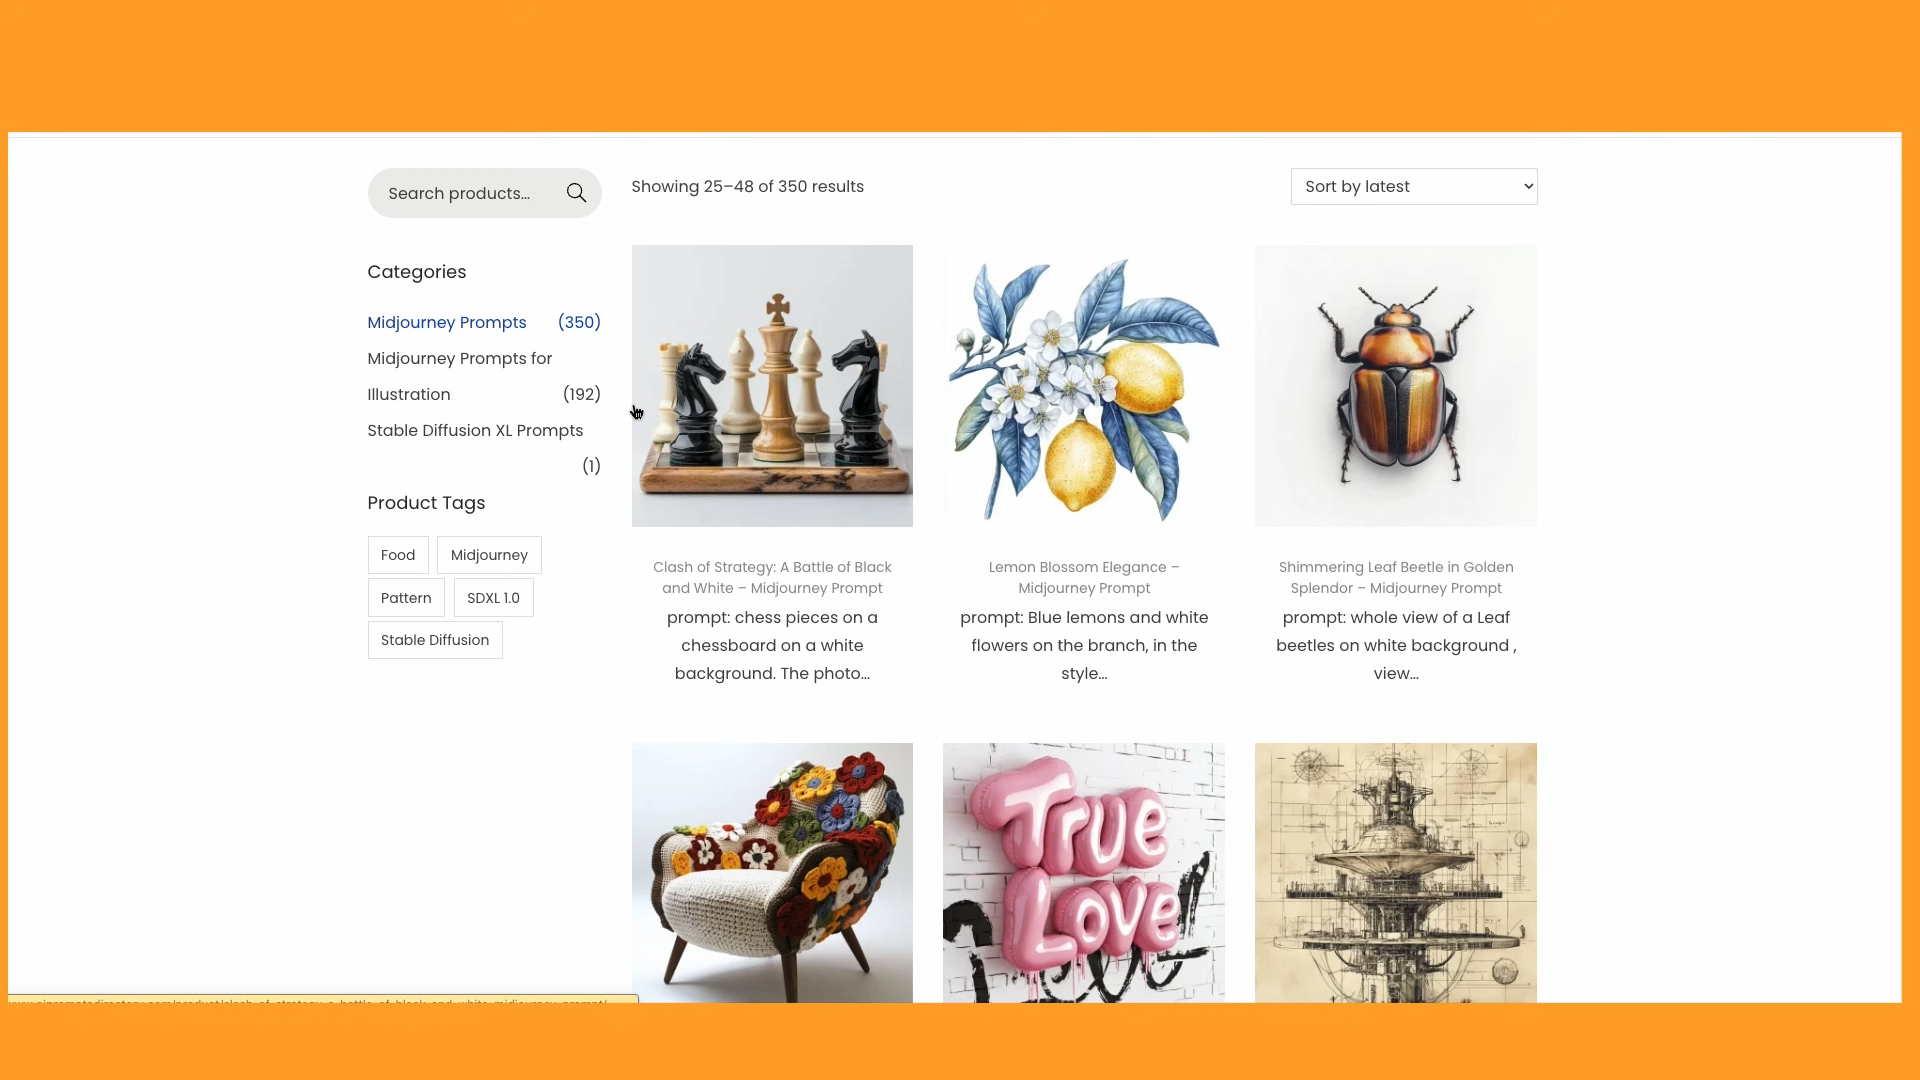 Search products...
Showing 25–48 of 350 results
Sort by latest
Categories
Midjourney Prompts (350)
Midjourney Prompts for
Illustration (192)
Stable Diffusion XL Prompts
(1)
Product Tags
Food Midjourney
Pattern SDXL 1.0
Stable Diffusion
Clash of Strategy: A Battle of Black
and White – Midjourney Prompt
prompt: chess pieces on a
chessboard on a white
background. The photo...
Lemon Blossom Elegance –
Midjourney Prompt
prompt: Blue lemons and white
flowers on the branch, in the
style...
Shimmering Leaf Beetle in Golden
Splendor – Midjourney Prompt
prompt: whole view of a Leaf
beetles on white background ,
view...
True
Love